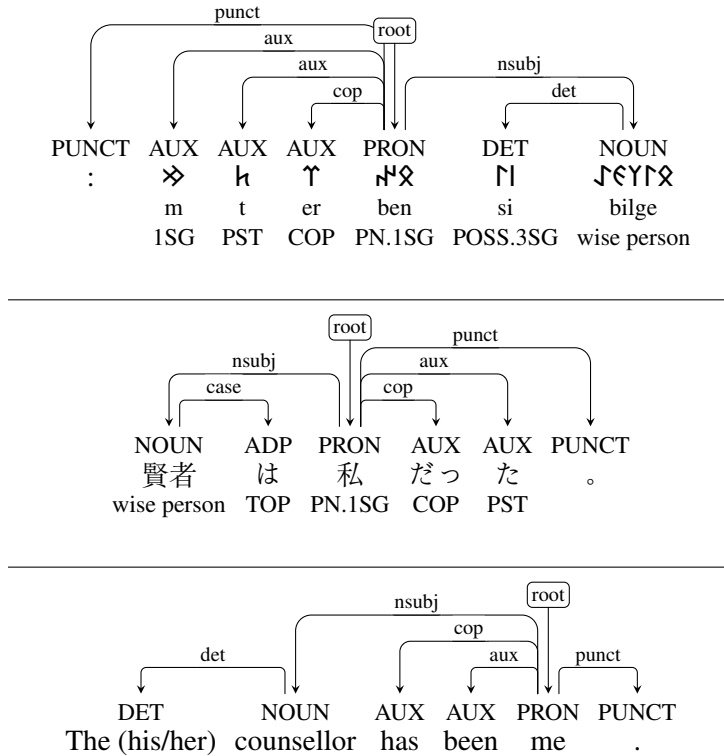 punct
root
aux
aux
nsubj
cop
det
PUNCT AUX AUX AUX PRON DET NOUN
𐰋𐰃𐰠𐰏𐰀 𐰾𐰃 𐰋𐰤 𐰼 𐱅 𐰢 :
m t er ben si bilge
1SG PST COP PN.1SG POSS.3SG wise person
root
punct
nsubj aux
case cop
NOUN ADP PRON AUX AUX PUNCT
賢者 は 私 だっ た 。
wise person TOP PN.1SG COP PST
root
nsubj
cop
det aux punct
DET NOUN AUX AUX PRON PUNCT
The (his/her) counsellor has been me .